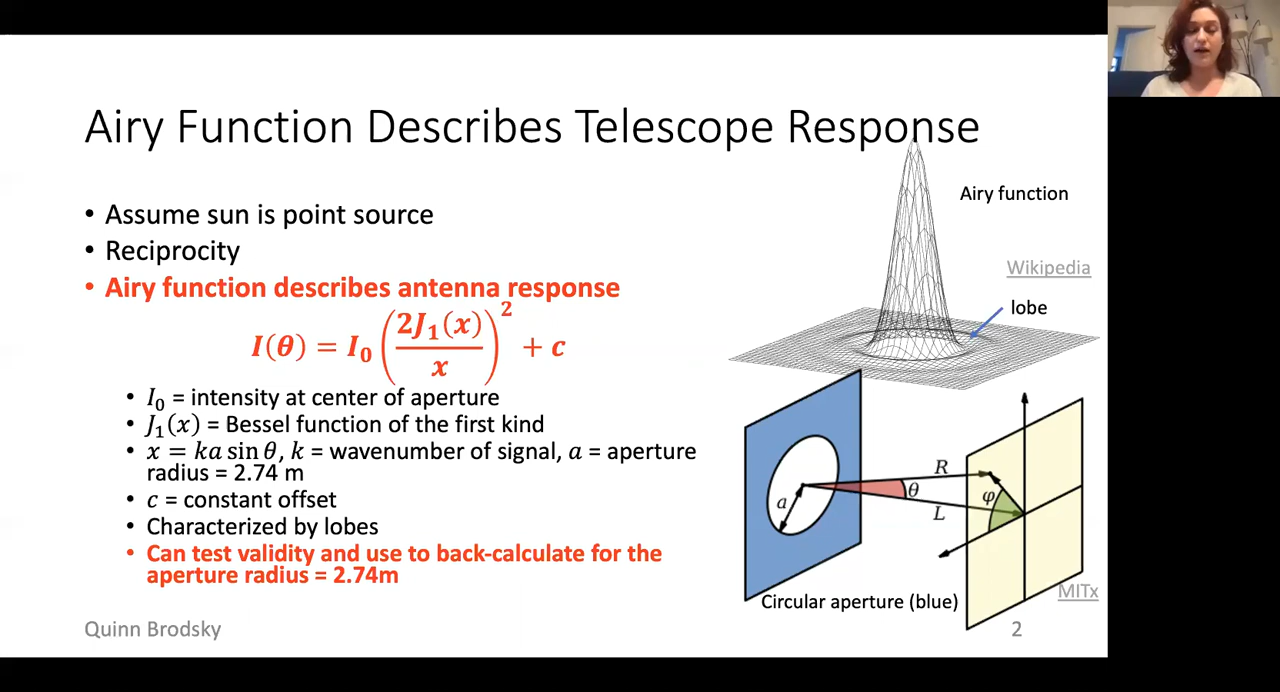 Airy Function Describes Telescope Response
• Assume sun is point source
• Reciprocity
• Airy function describes antenna response
I(θ) = I₀ (2J₁(x)/x)² + c
• I₀ = intensity at center of aperture
• J₁(x) = Bessel function of the first kind
• x = ka sin θ, k = wavenumber of signal, a = aperture
radius = 2.74 m
• c = constant offset
• Characterized by lobes
• Can test validity and use to back-calculate for the
aperture radius = 2.74m
Airy function
Wikipedia
lobe
a
R
θ
L
φ
Circular aperture (blue)
MITx
Quinn Brodsky
2